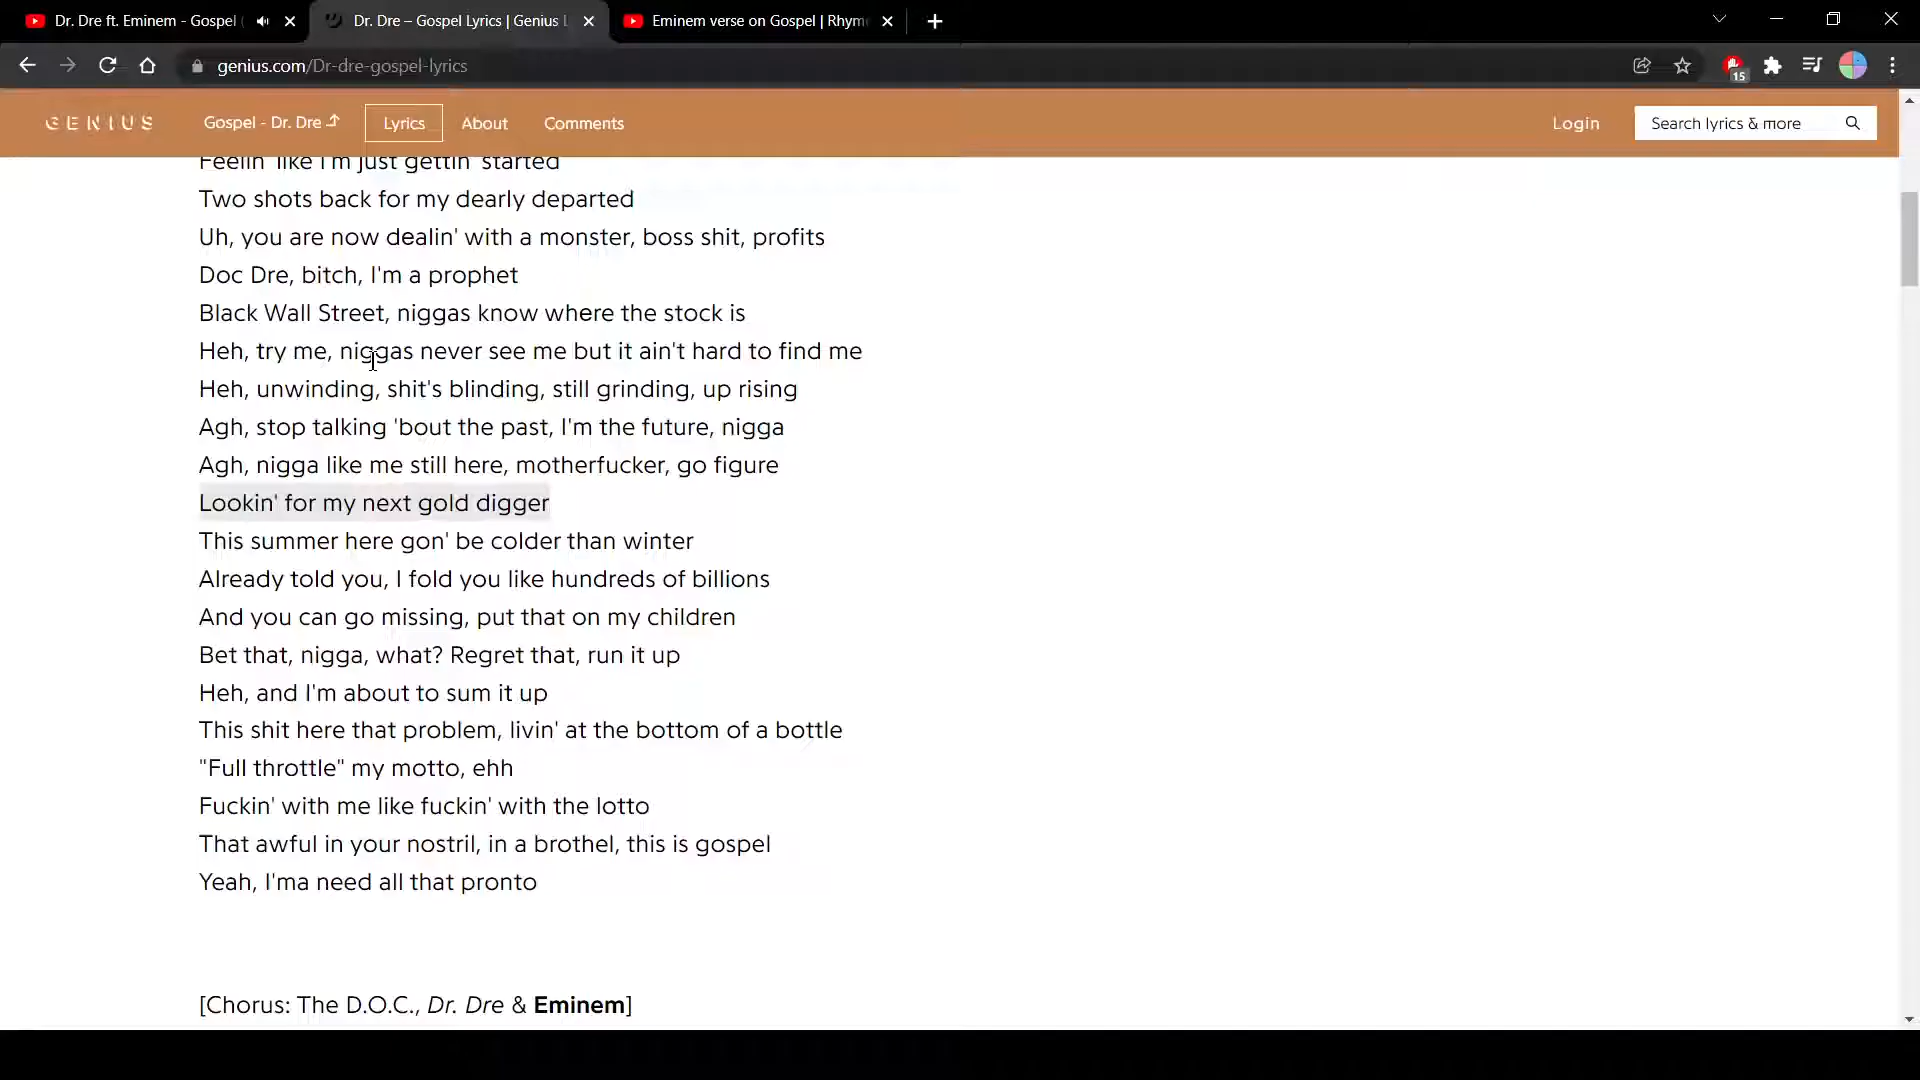 Dr. Dre ft. Eminem - Gospel (
Dr. Dre – Gospel Lyrics | Genius L
Eminem verse on Gospel | Rhym
genius.com/Dr-dre-gospel-lyrics
15
GENIUS
Gospel - Dr. Dre
Lyrics
About
Comments
Login
Search lyrics & more
Feelin' like I'm just gettin' started
Two shots back for my dearly departed
Uh, you are now dealin' with a monster, boss shit, profits
Doc Dre, bitch, I'm a prophet
Black Wall Street, niggas know where the stock is
Heh, try me, niggas never see me but it ain't hard to find me
Heh, unwinding, shit's blinding, still grinding, up rising
Agh, stop talking 'bout the past, I'm the future, nigga
Agh, nigga like me still here, motherfucker, go figure
Lookin' for my next gold digger
This summer here gon' be colder than winter
Already told you, I fold you like hundreds of billions
And you can go missing, put that on my children
Bet that, nigga, what? Regret that, run it up
Heh, and I'm about to sum it up
This shit here that problem, livin' at the bottom of a bottle
"Full throttle" my motto, ehh
Fuckin' with me like fuckin' with the lotto
That awful in your nostril, in a brothel, this is gospel
Yeah, I'ma need all that pronto
[Chorus: The D.O.C., Dr. Dre & Eminem]